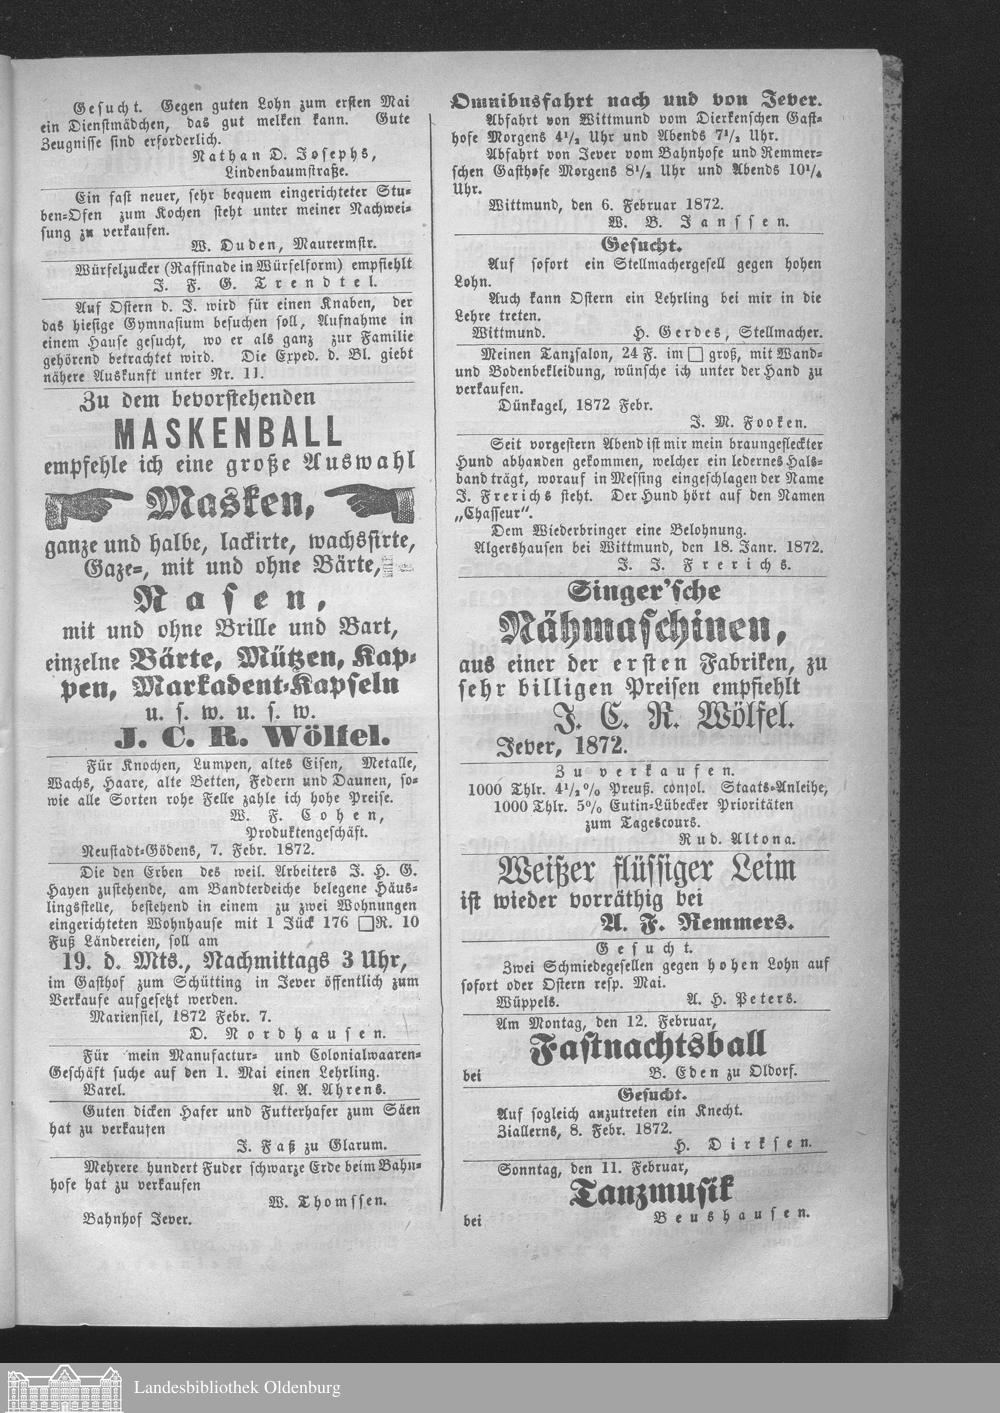 Gesucht. Gegen guten Lohn zum ersten Mai
ein Dienstmädchen, das gut melken kann. Gute
Zeugnisse sind erforderlich.
Nathan D. Josephs,
Lindenbaumstraße.
Ein fast neuer, sehr bequem eingerichteter Stu-
ben-Ofen zum Kochen steht unter meiner Nachwei-
sung zu verkaufen.
W. Duden, Maurermstr.
Würfelzucker (Raffinade in Würfelform) empfiehlt
J. F. G. Trendtel.
Auf Ostern d. J. wird für einen Knaben, der
das hiesige Gymnasium besuchen soll, Aufnahme in
einem Hause gesucht, wo er als ganz zur Familie
gehörend betrachtet wird. Die Exped. d. Bl. giebt
nähere Auskunft unter Nr. 11.
Zu dem bevorstehenden
MASKENBALL
empfehle ich eine große Auswahl
Masken,
ganze und halbe, lackirte, wachsfirte,
Gaze-, mit und ohne Bärte,
Nasen,
mit und ohne Brille und Bart,
einzelne Bärte, Mützen, Kap-
pen, Markadent-Kapseln
u. s. w. u. s. w.
J. C. R. Wölfel.
Für Knochen, Lumpen, altes Eisen, Metalle,
Wachs, Haare, alte Betten, Federn und Daunen, so-
wie alle Sorten rohe Felle zahle ich hohe Preise.
W. F. Cohen,
Produktengeschäft.
Neustadt-Gödens, 7. Febr. 1872.
Die den Erben des weil. Arbeiters J. H. G.
Hayen zustehende, am Bandterdeiche belegene Häus-
lingsstelle, bestehend in einem zu zwei Wohnungen
eingerichteten Wohnhause mit 1 Jück 176 □R. 10
Fuß Ländereien, soll am
19. d. Mts., Nachmittags 3 Uhr,
im Gasthof zum Schütting in Jever öffentlich zum
Verkaufe aufgesetzt werden.
Mariensiel, 1872 Febr. 7.
D. Nordhausen.
Für mein Manufactur- und Colonialwaaren-
Geschäft suche auf den 1. Mai einen Lehrling.
Varel. A. A. Ahrens.
Guten dicken Hafer und Futterhafer zum Säen
hat zu verkaufen
J. Faß zu Glarum.
Mehrere hundert Fuder schwarze Erde beim Bahn-
hofe hat zu verkaufen
W. Thomssen.
Bahnhof Jever.
Omnibusfahrt nach und von Jever.
Abfahrt von Wittmund vom Dierkenschen Gast-
hofe Morgens 4½ Uhr und Abends 7½ Uhr.
Abfahrt von Jever vom Bahnhofe und Remmer-
schen Gasthofe Morgens 8½ Uhr und Abends 10¼
Uhr.
Wittmund, den 6. Februar 1872.
W. B. Janssen.
Gesucht.
Auf sofort ein Stellmachergesell gegen hohen
Lohn.
Auch kann Ostern ein Lehrling bei mir in die
Lehre treten.
Wittmund. H. Gerdes, Stellmacher.
Meinen Tanzsalon, 24 F. im □ groß, mit Wand-
und Bodenbekleidung, wünsche ich unter der Hand zu
verkaufen.
Dünkagel, 1872 Febr.
J. M. Fooken.
Seit vorgestern Abend ist mir mein braungefleckter
Hund abhanden gekommen, welcher ein ledernes Hals-
band trägt, worauf in Messing eingeschlagen der Name
J. Frerichs steht. Der Hund hört auf den Namen
„Chasseur“.
Dem Wiederbringer eine Belohnung.
Algershausen bei Wittmund, den 18. Janr. 1872.
J. J. Frerichs.
Singer'sche
Nähmaschinen,
aus einer der ersten Fabriken, zu
sehr billigen Preisen empfiehlt
J. C. R. Wölfel.
Jever, 1872.
Zu verkaufen.
1000 Thlr. 4½% Preuß. consol. Staats-Anleihe,
1000 Thlr. 5% Eutin-Lübecker Prioritäten
zum Tagescours.
Rud. Altona.
Weißer flüssiger Leim
ist wieder vorräthig bei
A. F. Remmers.
Gesucht.
Zwei Schmiedegesellen gegen hohen Lohn auf
sofort oder Ostern resp. Mai.
Wüppels. A. H. Peters.
Am Montag, den 12. Februar,
Fastnachtsball
bei B. Eden zu Oldorf.
Gesucht.
Auf sogleich anzutreten ein Knecht.
Ziallerns, 8. Febr. 1872.
H. Dirksen.
Sonntag, den 11. Februar,
Tanzmusik
bei Beushausen.
Landesbibliothek Oldenburg